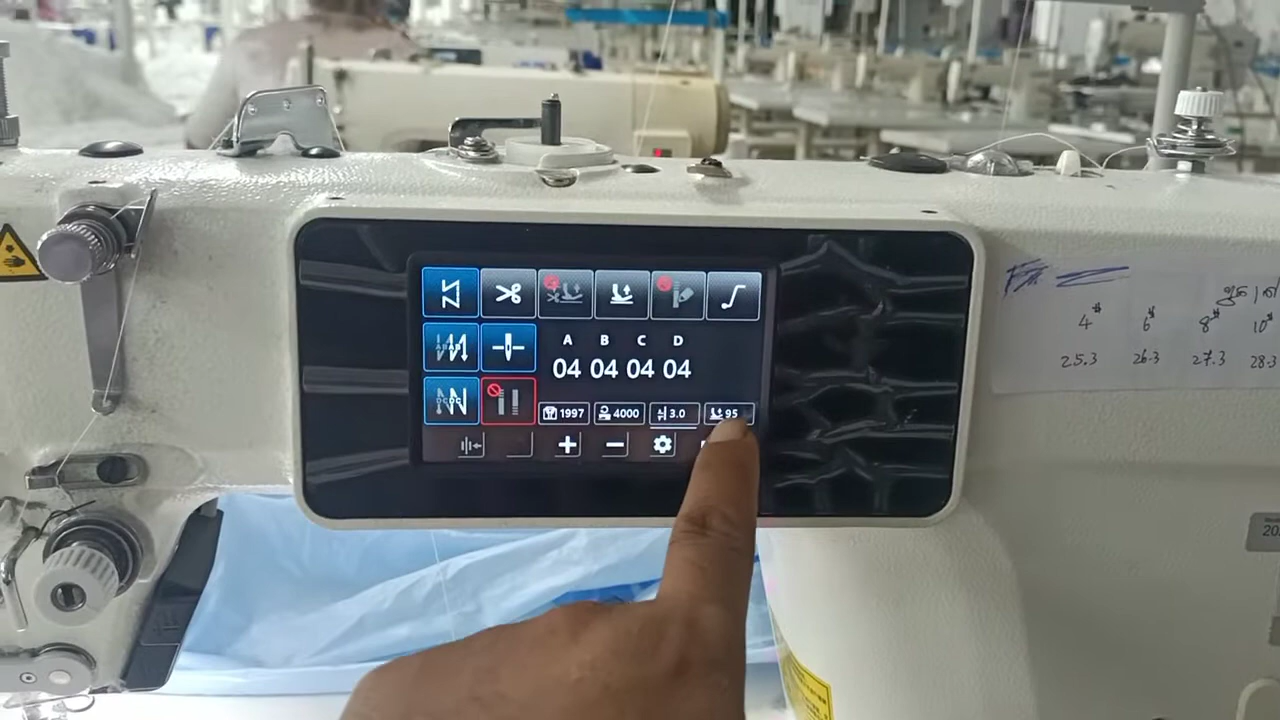 A B C D
04 04 04 04
1997 4000 3.0 95
4# 6# 8# 10#
25.3 26.3 27.3 28.3